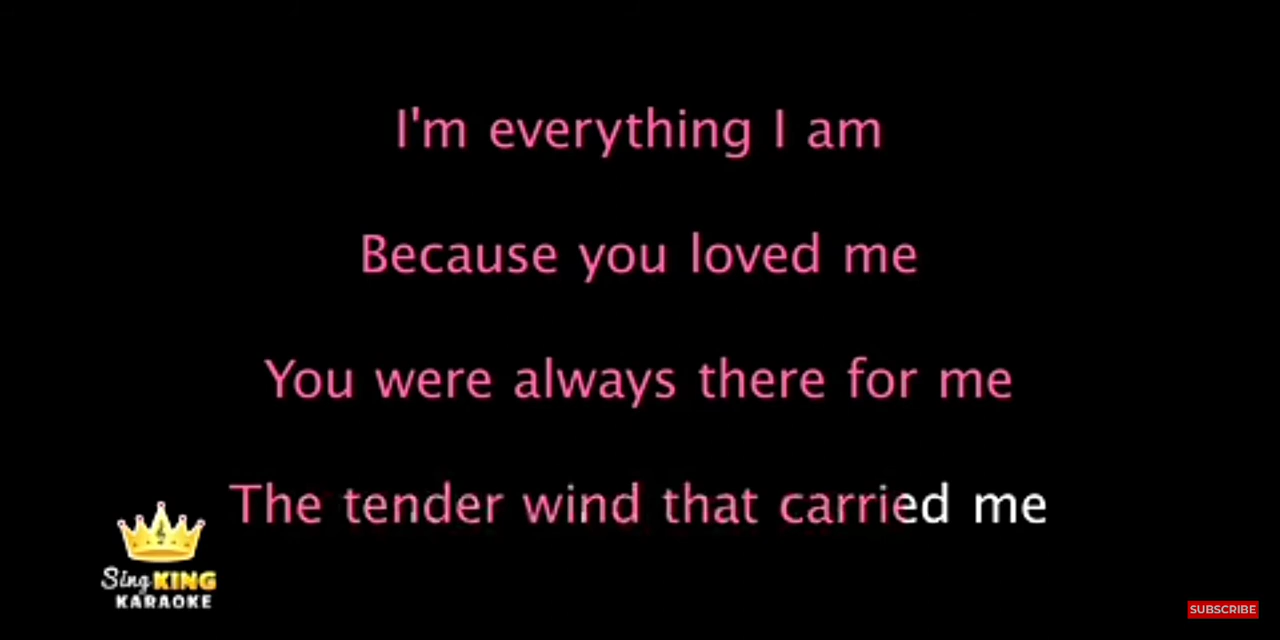 I'm everything I am
Because you loved me
You were always there for me
The tender wind that carried me
Sing KING
KARAOKE
SUBSCRIBE